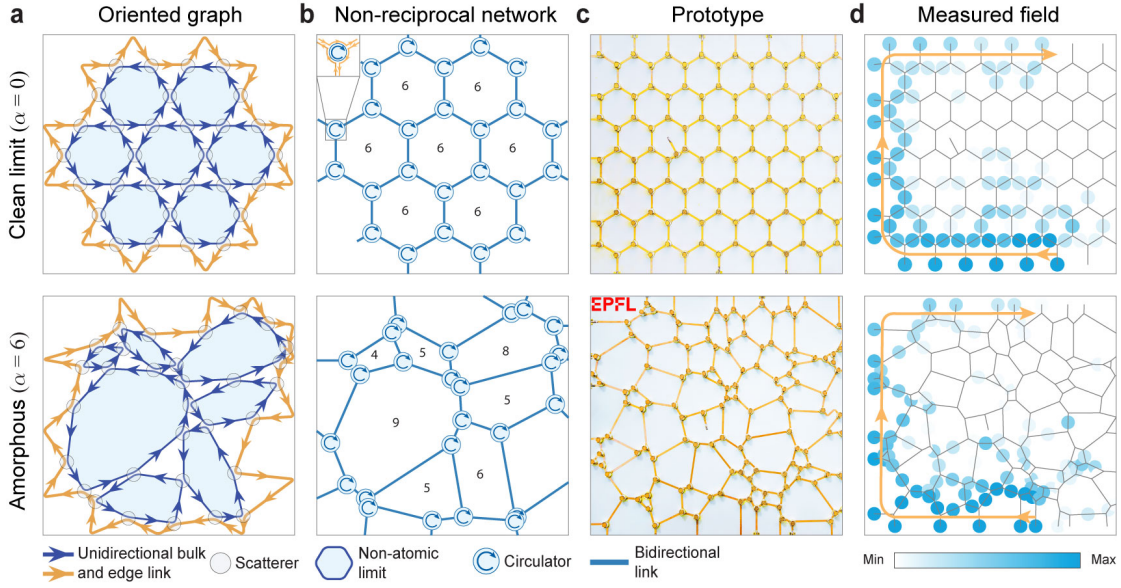 a Oriented graph
b Non-reciprocal network
c Prototype
d Measured field
Clean limit (α = 0)
6 6
6 6 6
6 6
Amorphous (α = 6)
4 5 8
9 5
5 6
EPFL
Unidirectional bulk
and edge link
Scatterer
Non-atomic
limit
Circulator
Bidirectional
link
Min Max